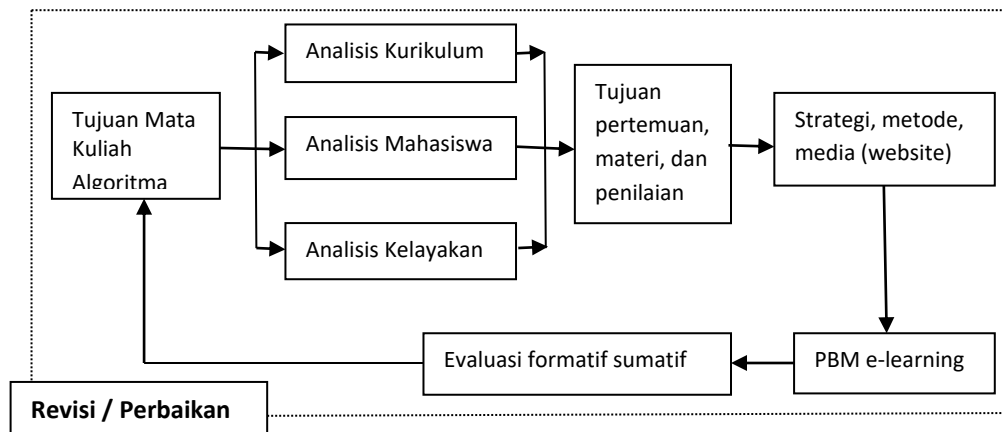 Analisis Kurikulum
Tujuan Mata
Kuliah
Algoritma
Analisis Mahasiswa
Analisis Kelayakan
Tujuan
pertemuan,
materi, dan
penilaian
Strategi, metode,
media (website)
Evaluasi formatif sumatif
PBM e-learning
Revisi / Perbaikan